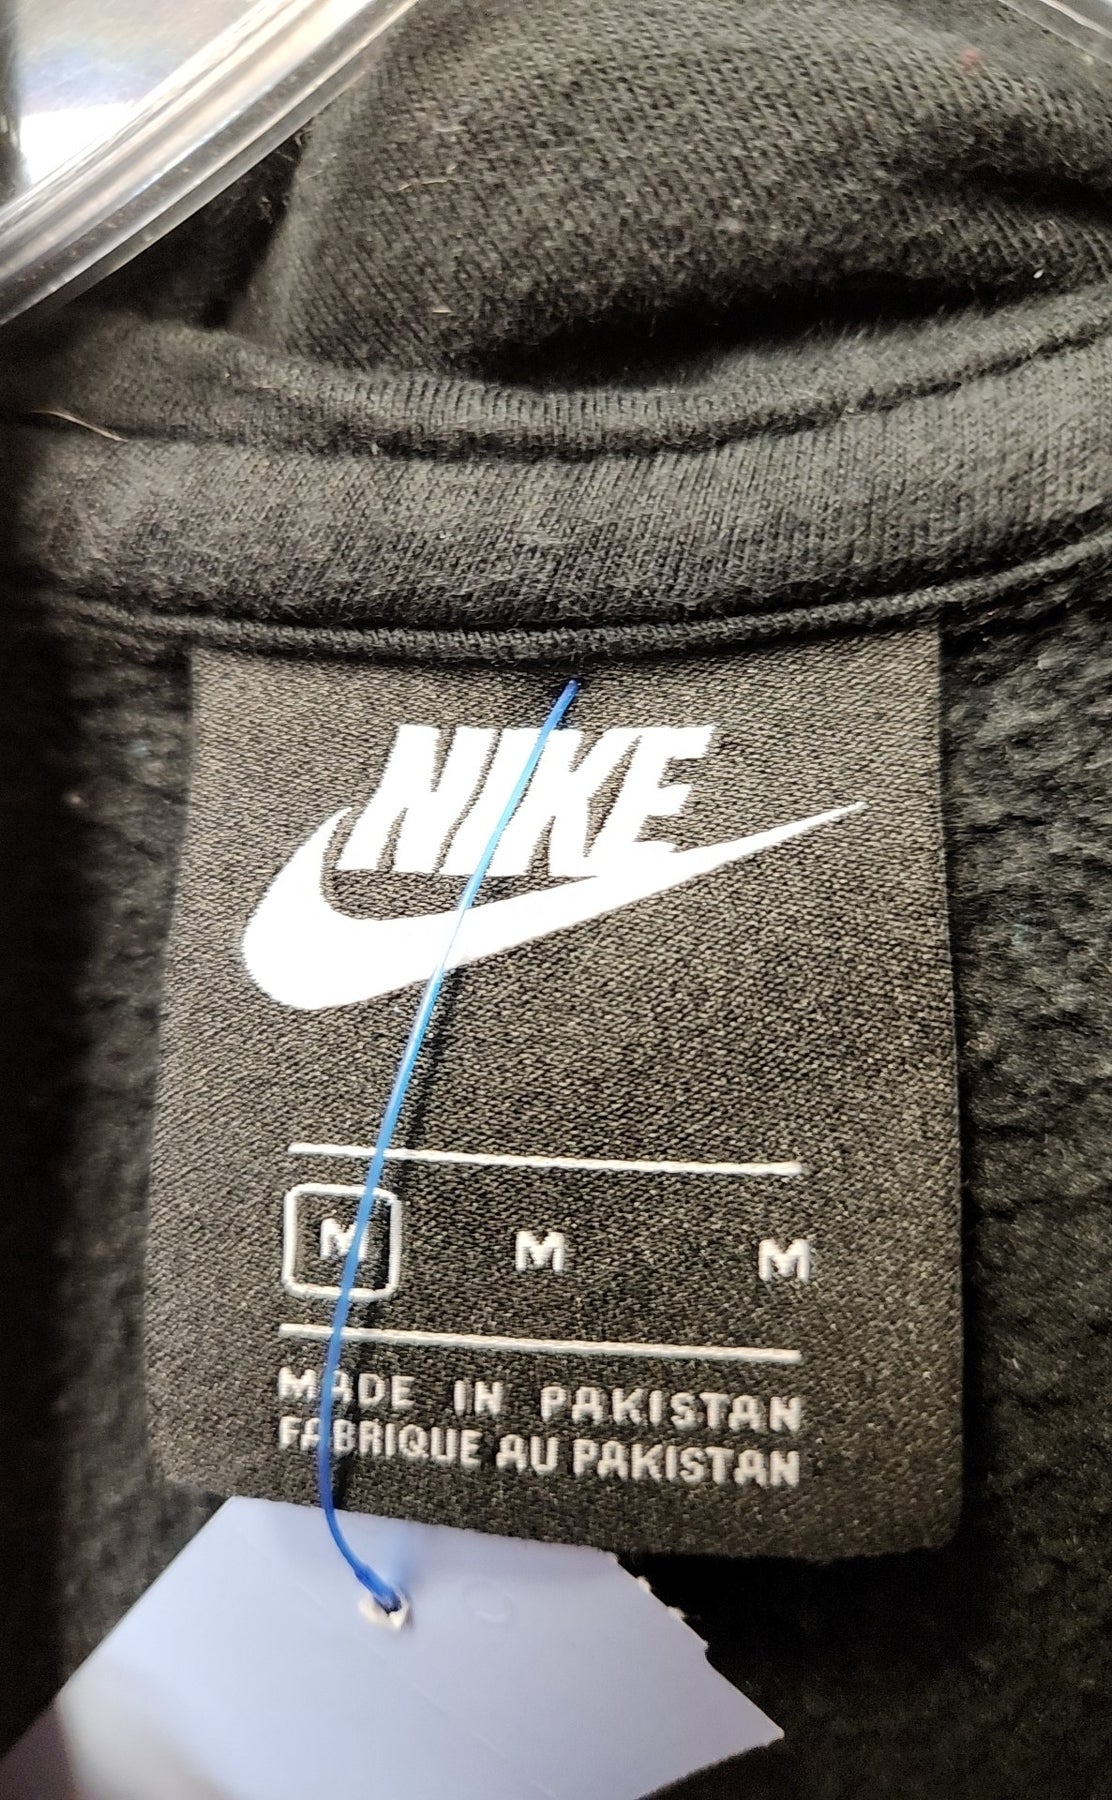 NIKE
M M M
MADE IN PAKISTAN
FABRIQUE AU PAKISTAN